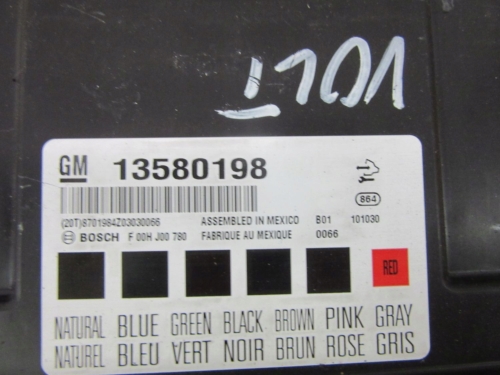 VOLT
GM 13580198
864
(20T)8701984Z03030066 ASSEMBLED IN MEXICO B01 101030
BOSCH F 00H J00 780 FABRIQUE AU MEXIQUE 0066
RED
NATURAL BLUE GREEN BLACK BROWN PINK GRAY
NATUREL BLEU VERT NOIR BRUN ROSE GRIS